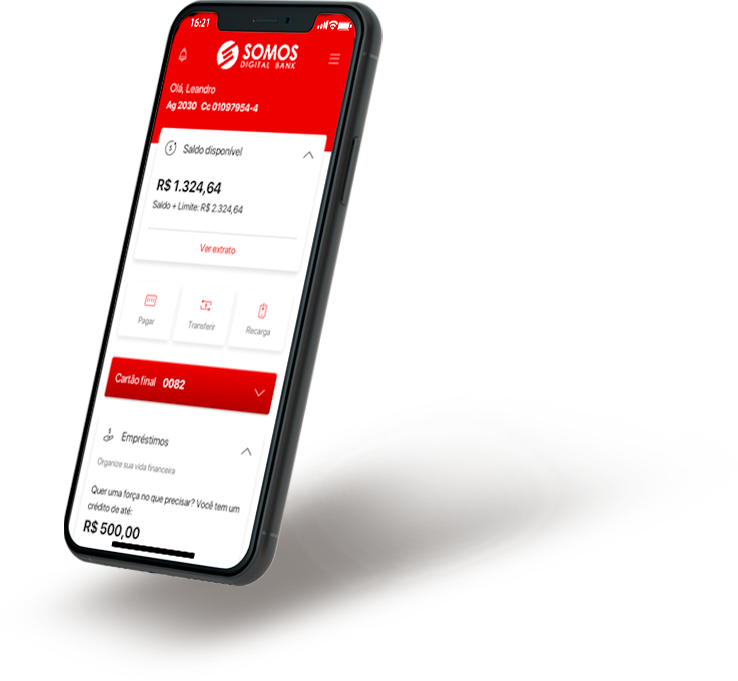 16:21
SOMOS
DIGITAL BANK
Olá, Leandro
Ag 2030 Cc 01097954-4
Saldo disponível
R$ 1.324,64
Saldo + Limite: R$ 2.324,64
Ver extrato
Pagar Transferir Recarga
Cartão final 0082
Empréstimos
Organize sua vida financeira
Quer uma força no que precisar? Você tem um
crédito de até:
R$ 500,00